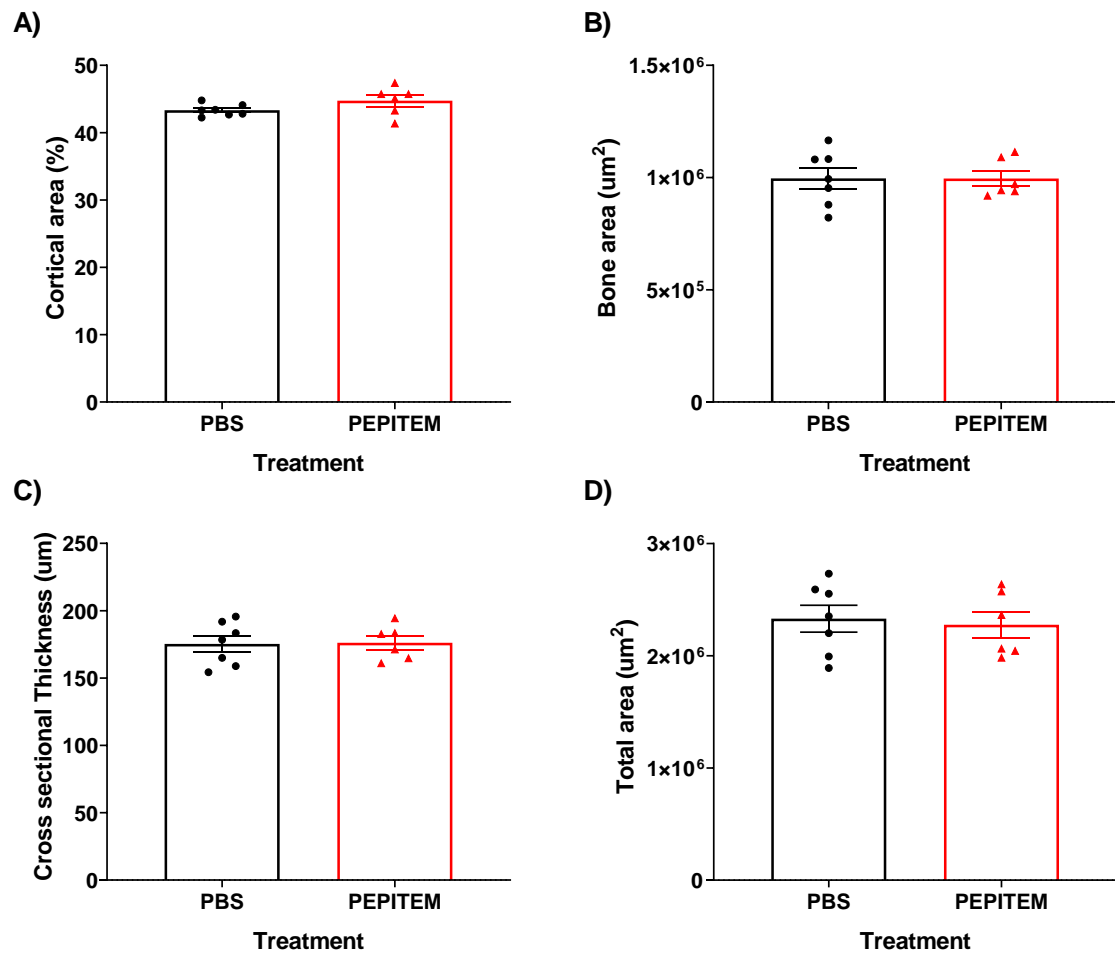 A)
Cortical area (%)
50
40
30
20
10
0
PBS
PEPITEM
Treatment
B)
Bone area (um²)
1.5×10⁶
1×10⁶
5×10⁵
0
PBS
PEPITEM
Treatment
C)
Cross sectional Thickness (um)
250
200
150
100
50
0
PBS
PEPITEM
Treatment
D)
Total area (um²)
3×10⁶
2×10⁶
1×10⁶
0
PBS
PEPITEM
Treatment